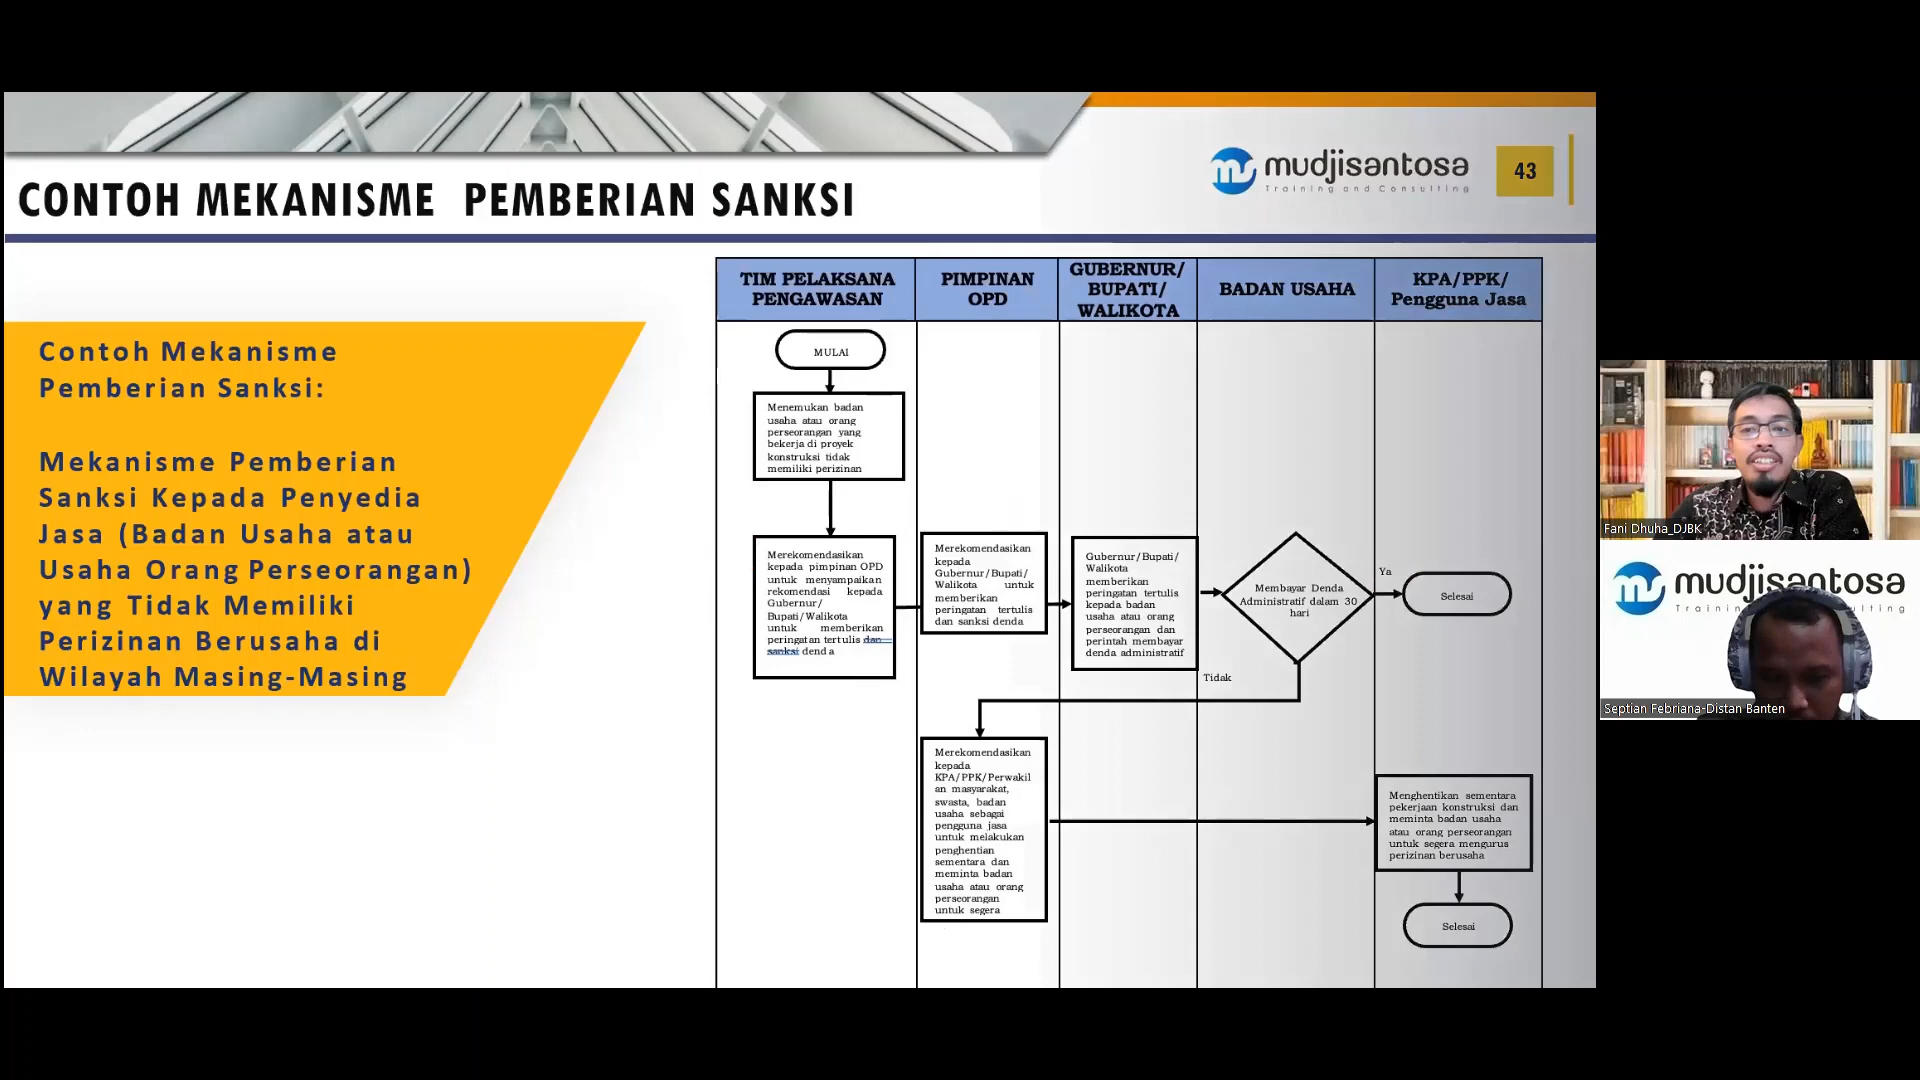 mudjisantosa
Training and Consulting
43
CONTOH MEKANISME PEMBERIAN SANKSI
Contoh Mekanisme
Pemberian Sanksi:
Mekanisme Pemberian
Sanksi Kepada Penyedia
Jasa (Badan Usaha atau
Usaha Orang Perseorangan)
yang Tidak Memiliki
Perizinan Berusaha di
Wilayah Masing-Masing
TIM PELAKSANA
PENGAWASAN
PIMPINAN
OPD
GUBERNUR/
BUPATI/
WALIKOTA
BADAN USAHA
KPA/PPK/
Pengguna Jasa
MULAI
Menemukan badan
usaha atau orang
perseorangan yang
bekerja di proyek
konstruksi tidak
memiliki perizinan
Merekomendasikan
kepada pimpinan OPD
untuk menyampaikan
rekomendasi kepada
Gubernur/
Bupati/Walikota
untuk memberikan
peringatan tertulis dan
sanksi denda
Merekomendasikan
kepada
Gubernur/Bupati/
Walikota untuk
memberikan
peringatan tertulis
dan sanksi denda
Gubernur/Bupati/
Walikota
memberikan
peringatan tertulis
kepada badan
usaha atau orang
perseorangan dan
perintah membayar
denda administratif
Membayar Denda
Administratif dalam 30
hari
Ya
Selesai
Tidak
Merekomendasikan
kepada
KPA/PPK/Perwakil
an masyarakat,
swasta, badan
usaha sebagai
pengguna jasa
untuk melakukan
penghentian
sementara dan
meminta badan
usaha atau orang
perseorangan
untuk segera
Menghentikan sementara
pekerjaan konstruksi dan
meminta badan usaha
atau orang perseorangan
untuk segera mengurus
perizinan berusaha
Selesai
Fani Dhuha_DJBK
mudjisantosa
Septian Febriana-Distan Banten